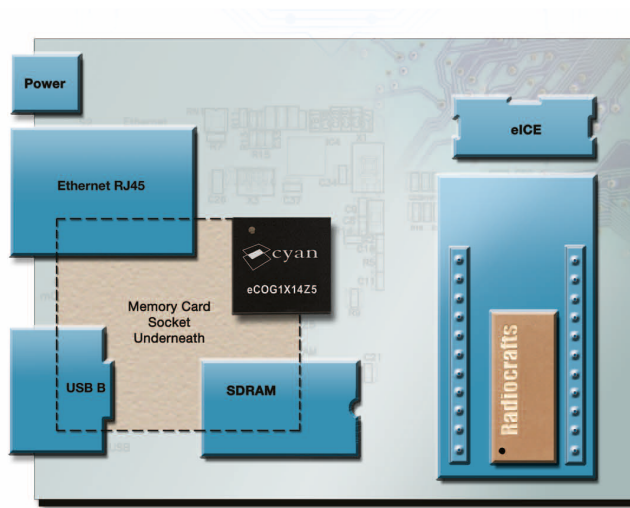 Power
eICE
Ethernet RJ45
cyan
eCOG1X14Z5
Memory Card
Socket
Underneath
USB B
SDRAM
Radiocrafts